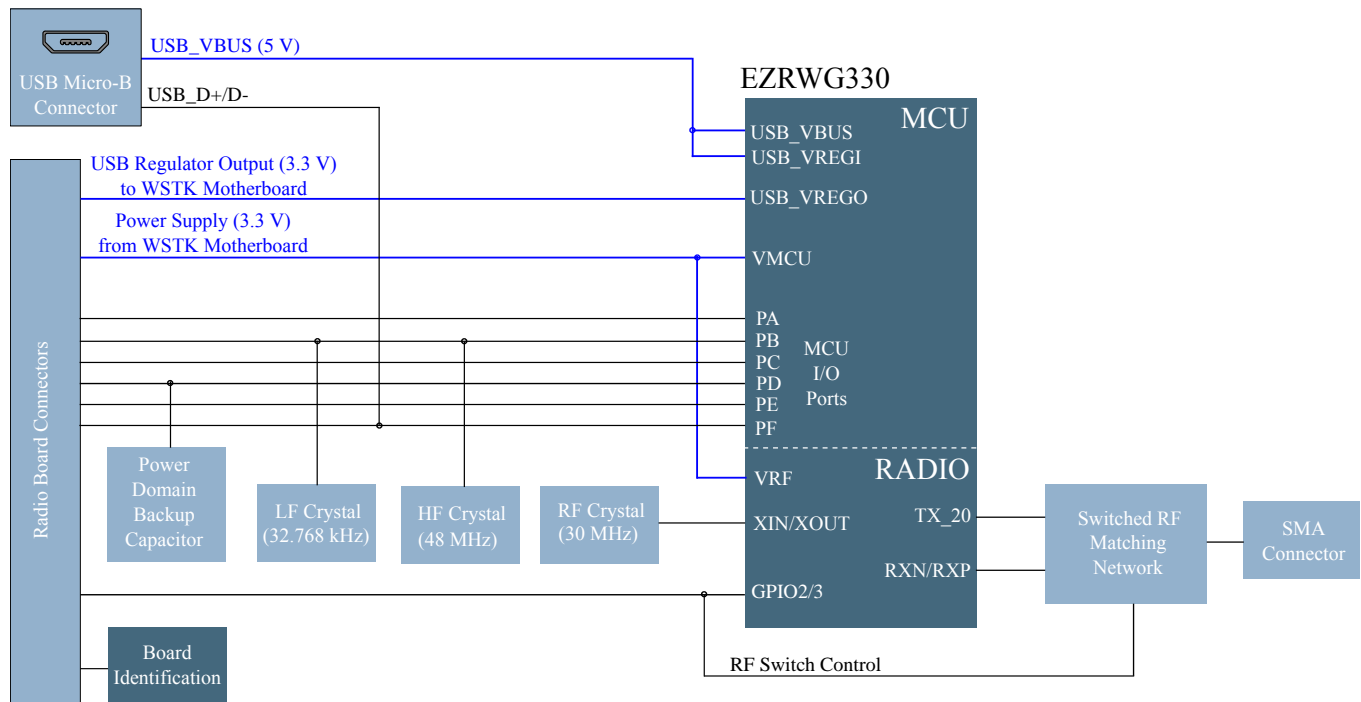 USB Micro-B
Connector
USB_VBUS (5 V)
USB_D+/D-
USB Regulator Output (3.3 V)
to WSTK Motherboard
Power Supply (3.3 V)
from WSTK Motherboard
Radio Board Connectors
Power
Domain
Backup
Capacitor
LF Crystal
(32.768 kHz)
HF Crystal
(48 MHz)
RF Crystal
(30 MHz)
Board
Identification
EZRWG330
MCU
USB_VBUS
USB_VREGI
USB_VREGO
VMCU
PA
PB
PC
PD
PE
PF
MCU
I/O
Ports
RADIO
VRF
XIN/XOUT
GPIO2/3
TX_20
RXN/RXP
Switched RF
Matching
Network
SMA
Connector
RF Switch Control